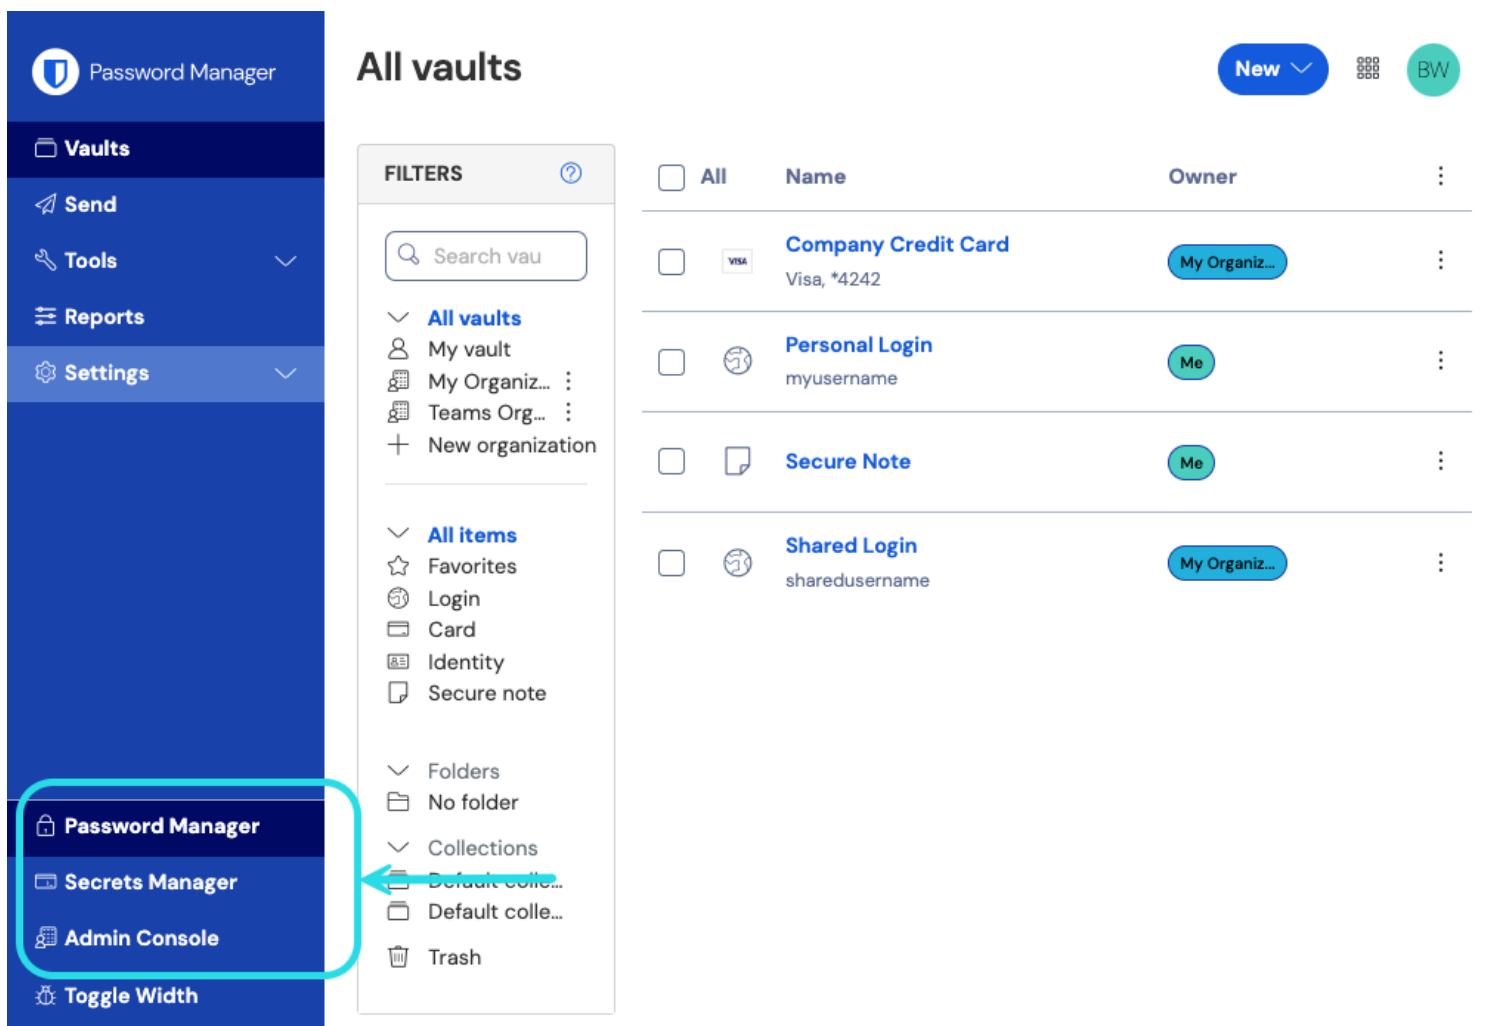 Password Manager
Vaults
Send
Tools
Reports
Settings
Password Manager
Secrets Manager
Admin Console
Toggle Width
All vaults
New
BW
FILTERS
?
Search vau
All vaults
My vault
My Organiz...
Teams Org...
New organization
All items
Favorites
Login
Card
Identity
Secure note
Folders
No folder
Collections
Default colle...
Default colle...
Trash
All Name Owner
VISA Company Credit Card My Organiz...
Visa, *4242
Personal Login Me
myusername
Secure Note Me
Shared Login My Organiz...
sharedusername